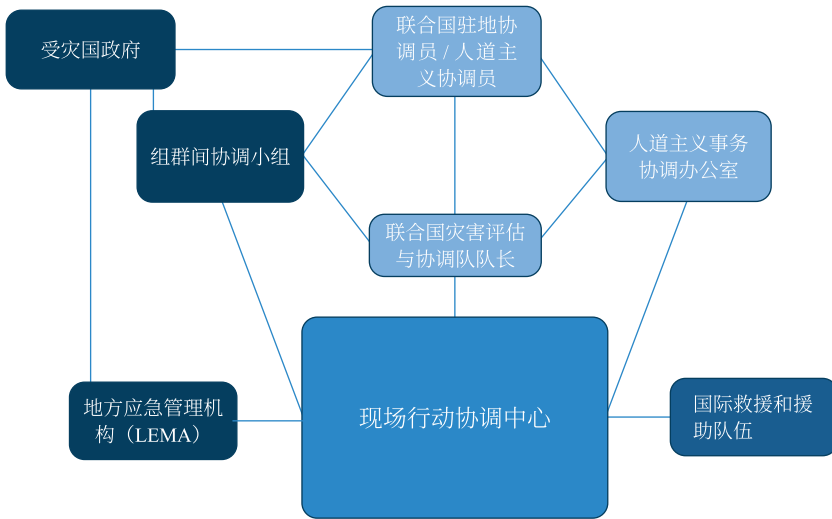 受灾国政府
联合国驻地协
调员 / 人道主
义协调员
组群间协调小组
人道主义事务
协调办公室
联合国灾害评估
与协调队队长
现场行动协调中心
地方应急管理机
构（LEMA）
国际救援和援
助队伍